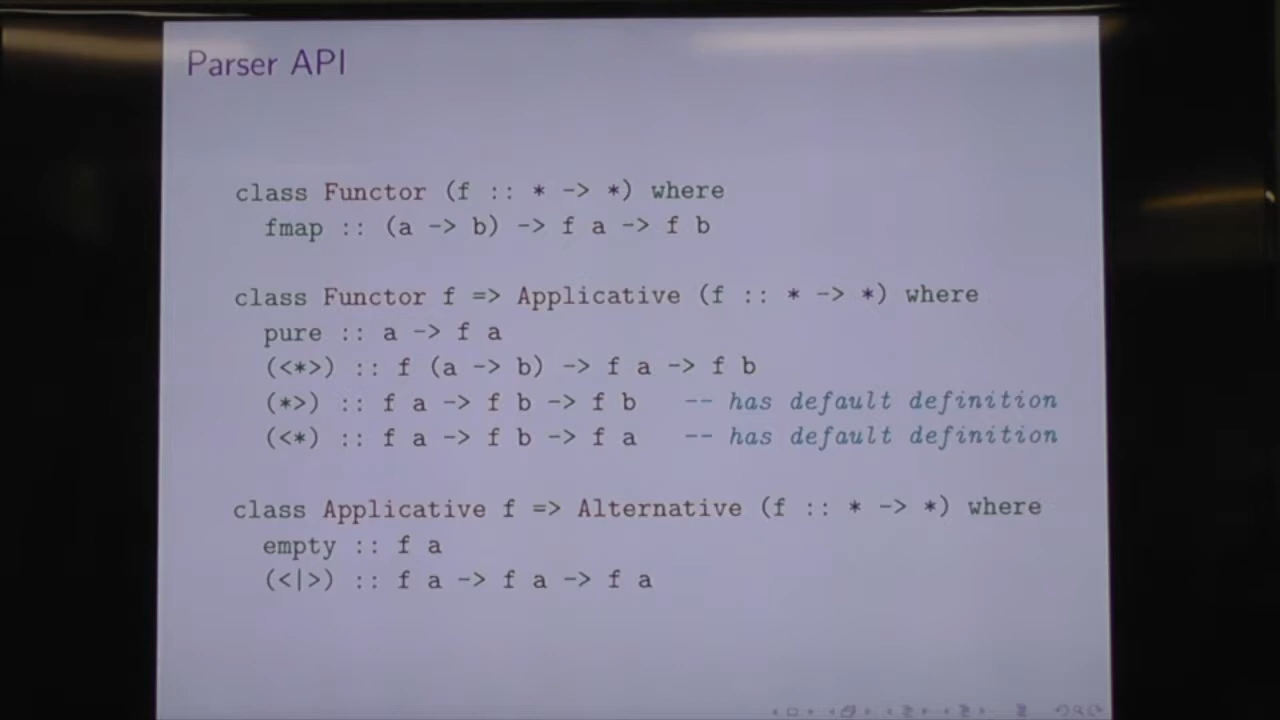 Parser API
class Functor (f :: * -> *) where
fmap :: (a -> b) -> f a -> f b
class Functor f => Applicative (f :: * -> *) where
pure :: a -> f a
(<*>) :: f (a -> b) -> f a -> f b
(*>) :: f a -> f b -> f b -- has default definition
(<*) :: f a -> f b -> f a -- has default definition
class Applicative f => Alternative (f :: * -> *) where
empty :: f a
(<|>) :: f a -> f a -> f a